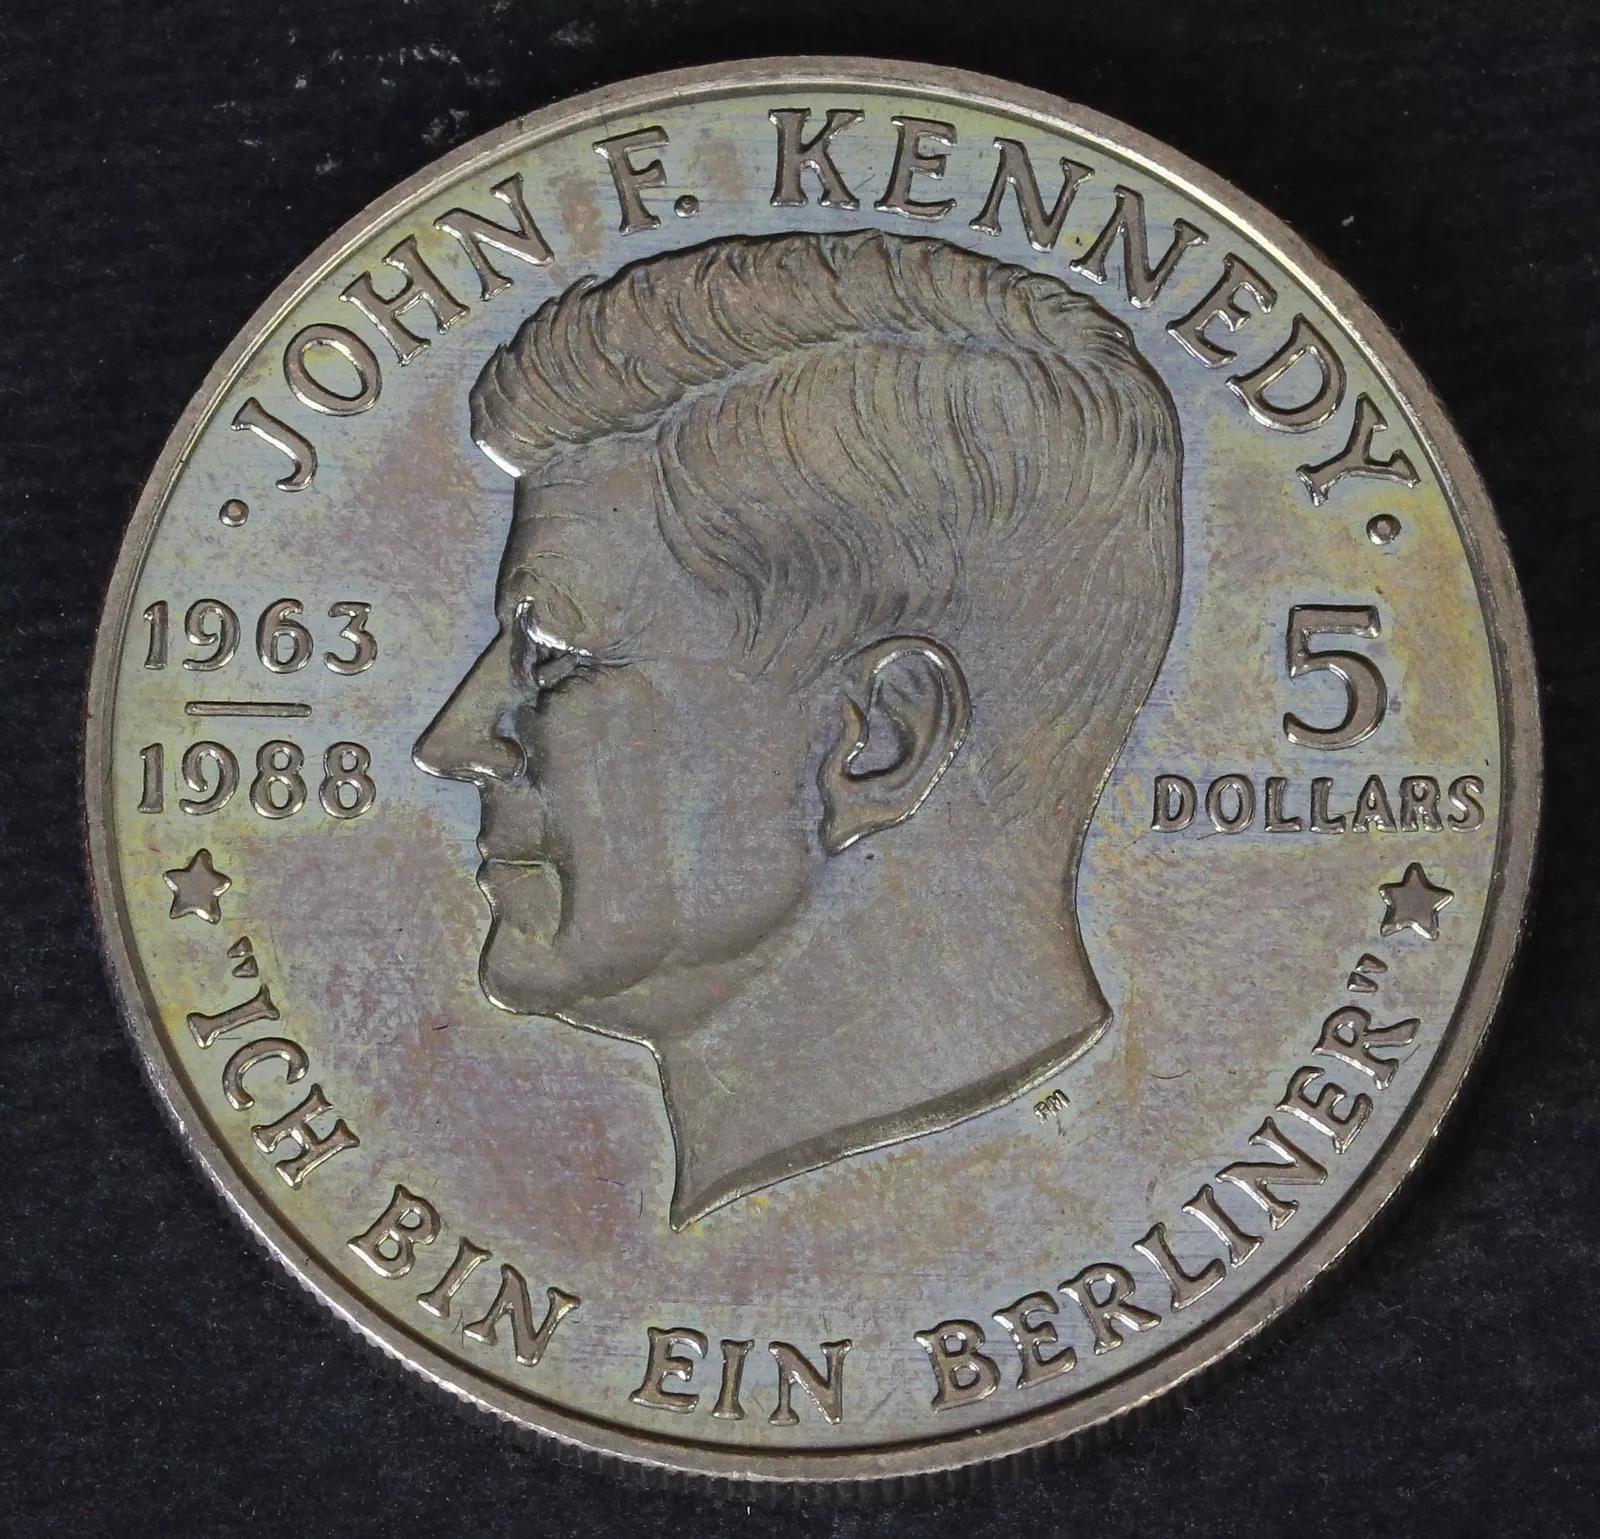 · JOHN F. KENNEDY ·
1963
1988
5
DOLLARS
"ICH BIN EIN BERLINER"